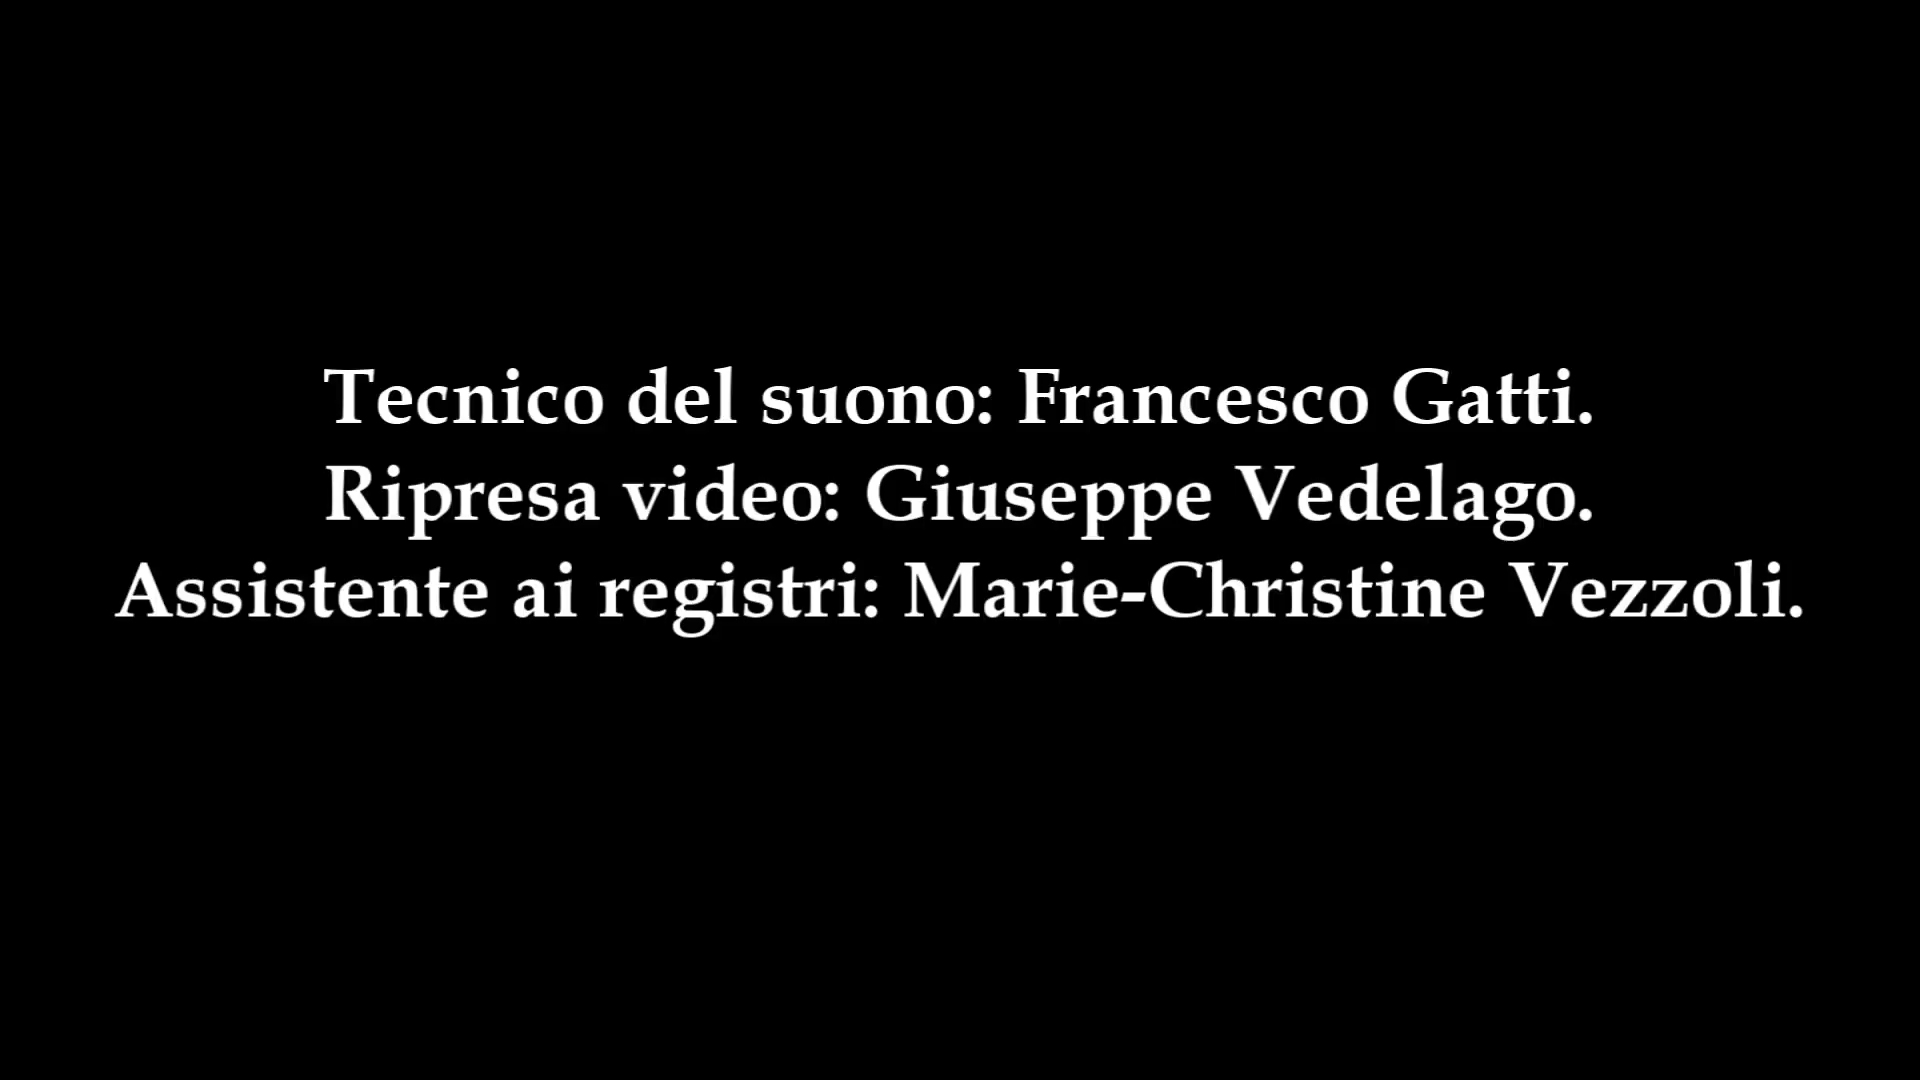 Tecnico del suono: Francesco Gatti.
Ripresa video: Giuseppe Vedelago.
Assistente ai registri: Marie-Christine Vezzoli.